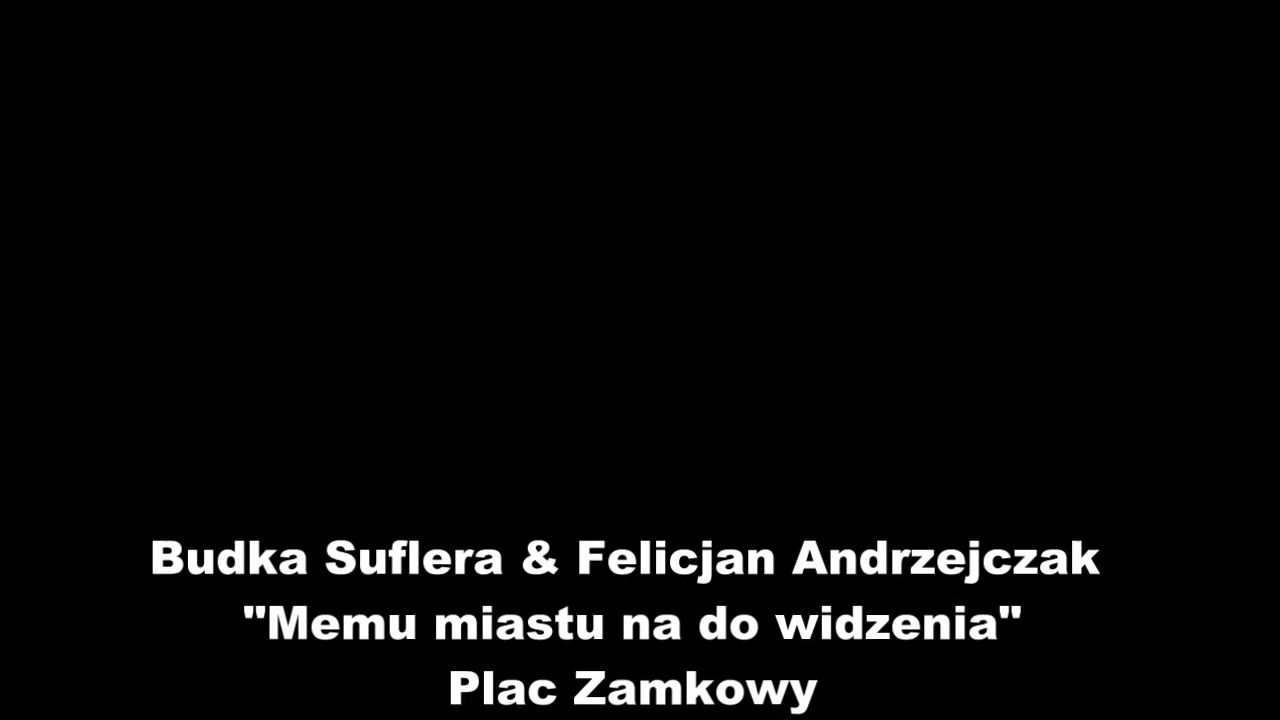 Budka Suflera & Felicjan Andrzejczak
"Memu miastu na do widzenia"
Plac Zamkowy